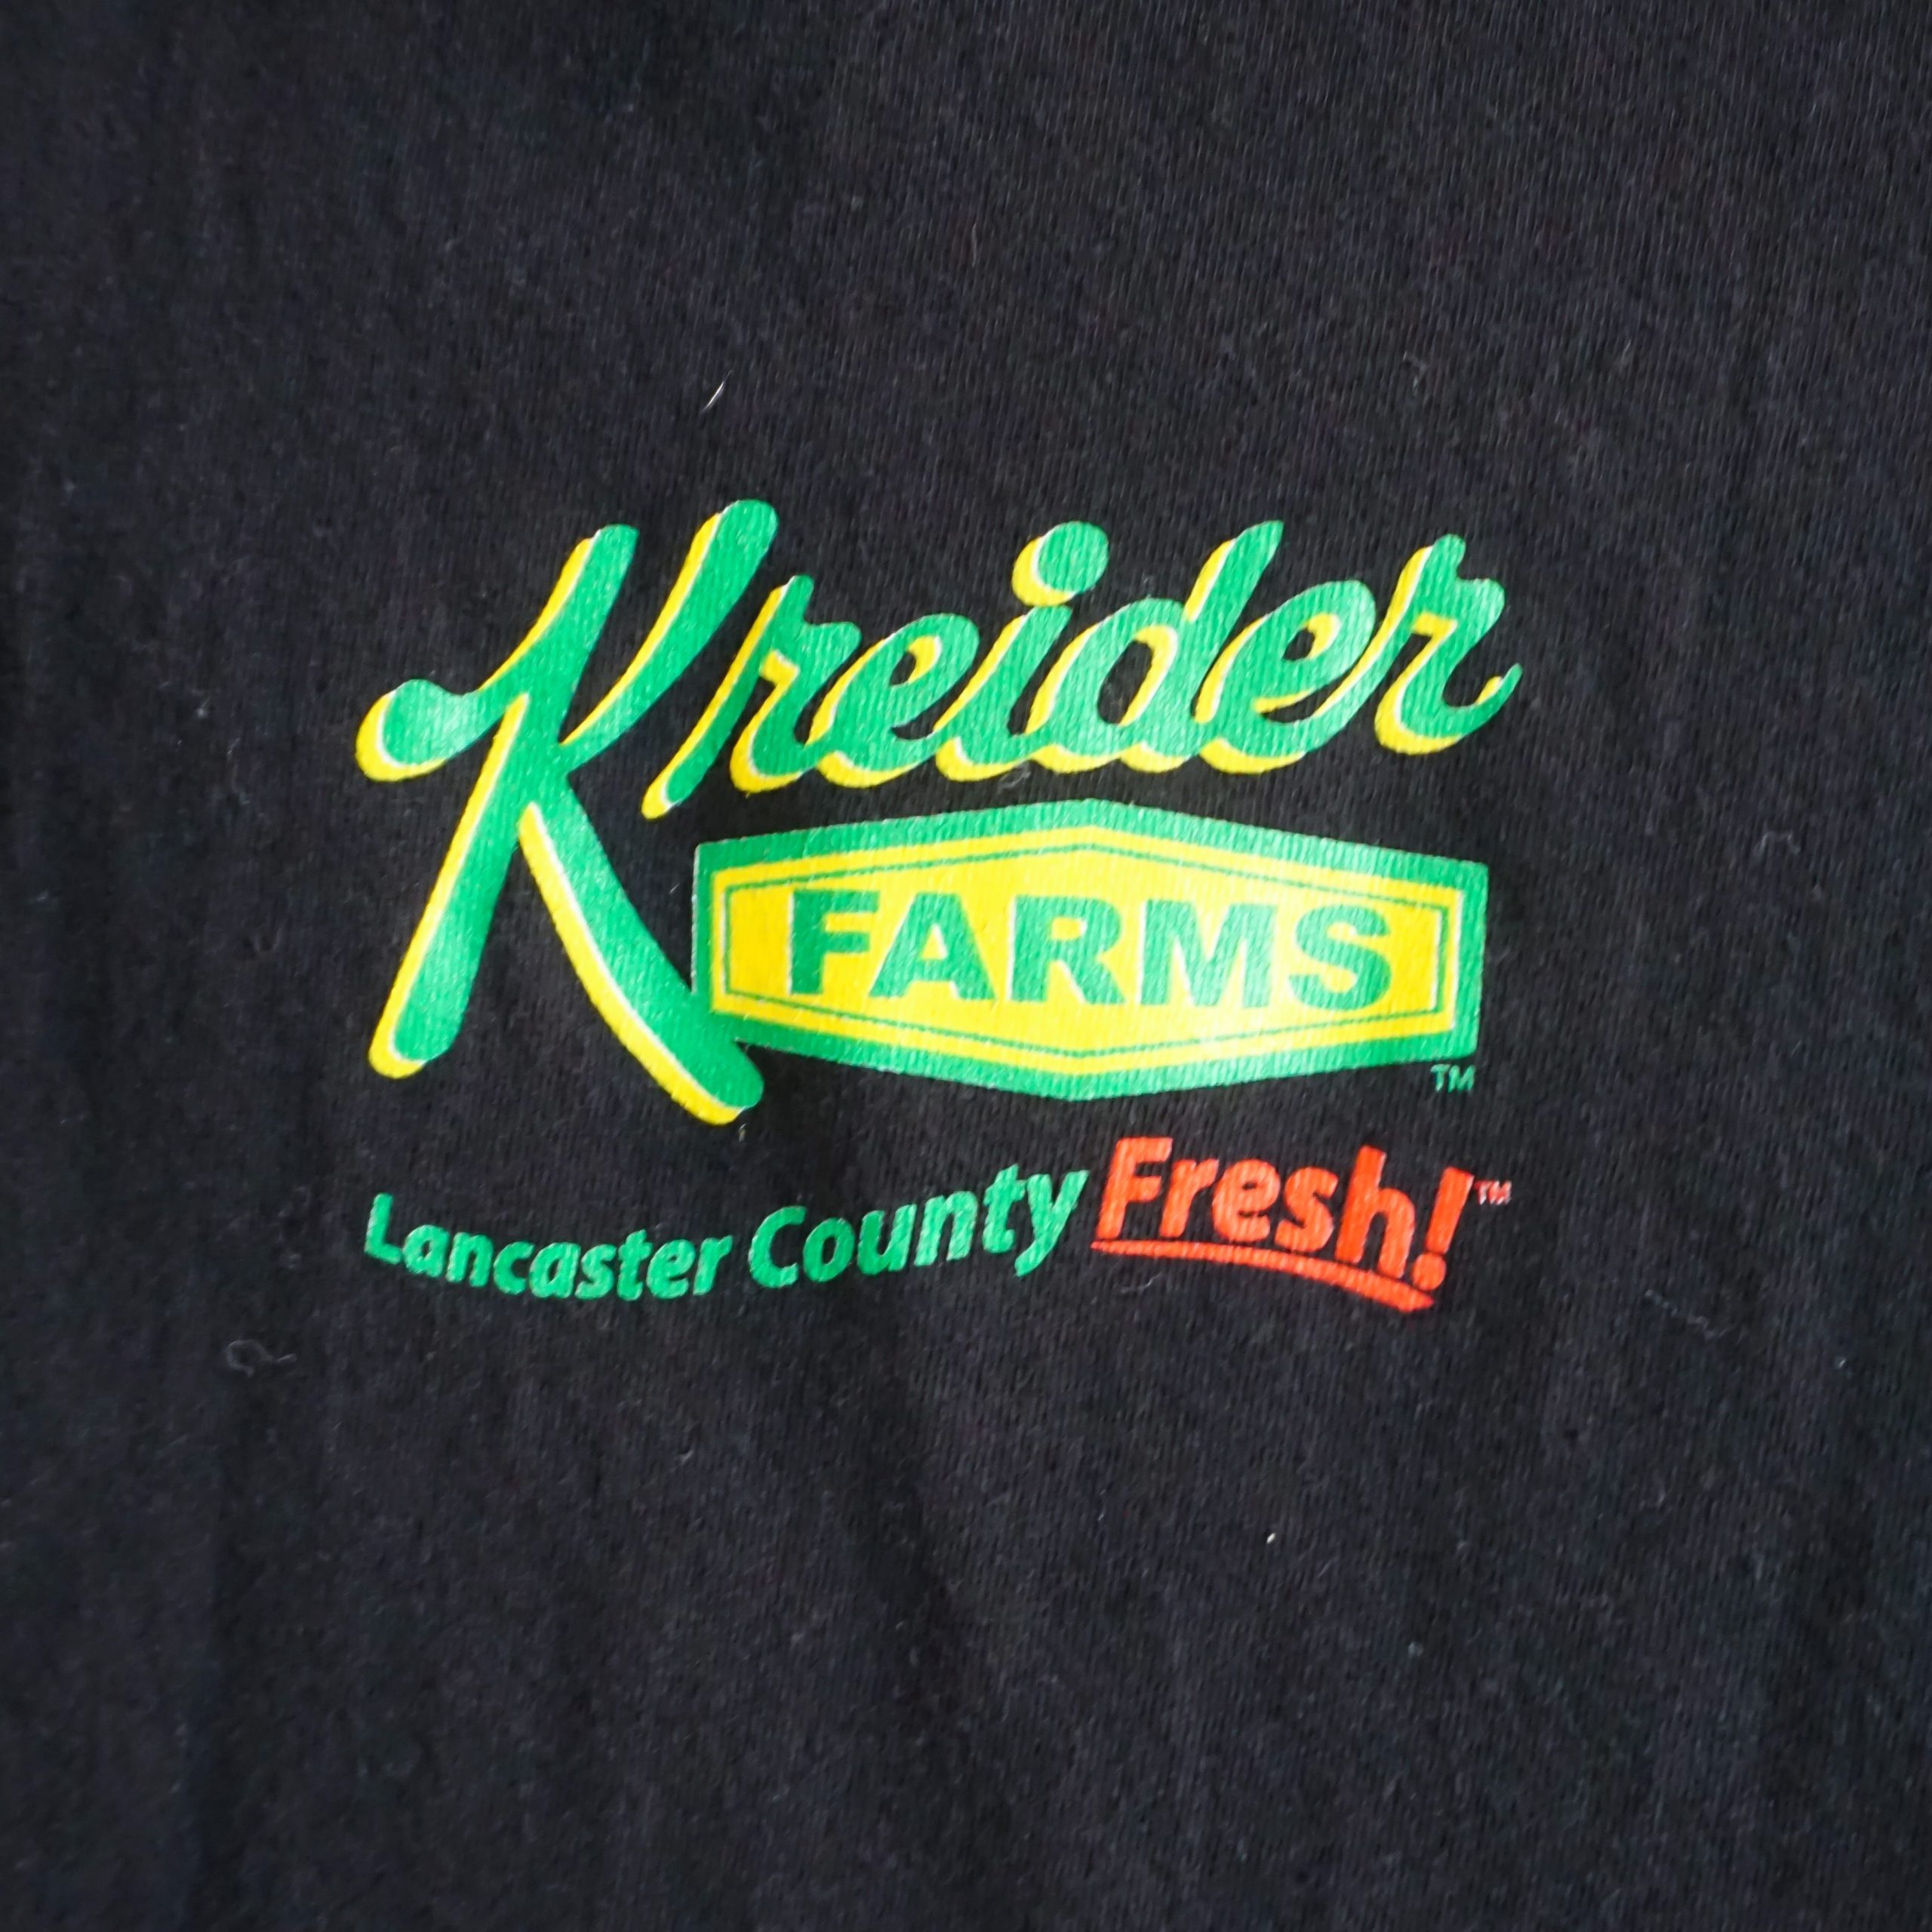 Kreider
FARMS
TM
Lancaster County Fresh!™